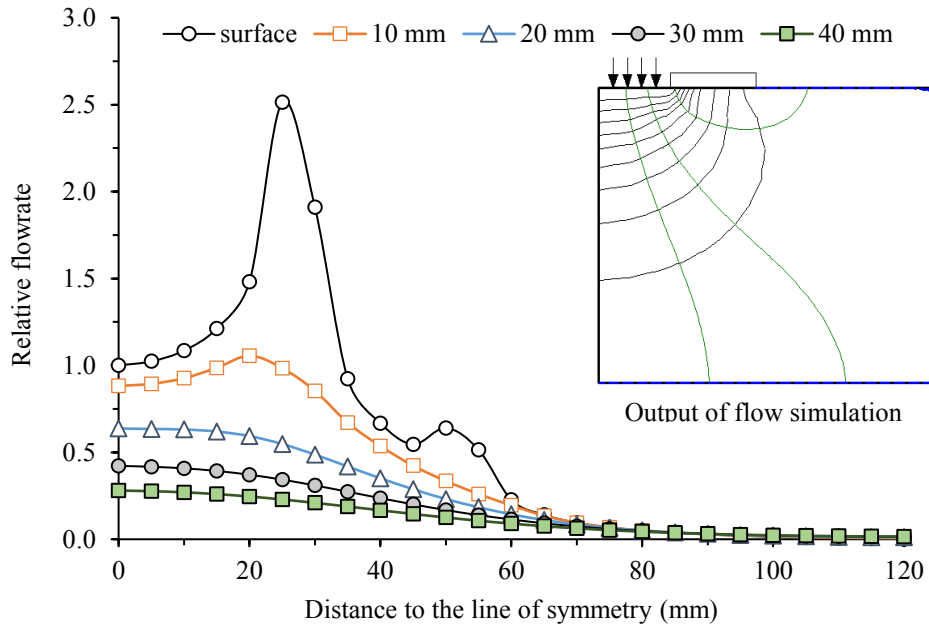 surface 10 mm 20 mm 30 mm 40 mm
3.0
2.5
2.0
1.5
1.0
0.5
0.0
Relative flowrate
0 20 40 60 80 100 120
Distance to the line of symmetry (mm)
Output of flow simulation